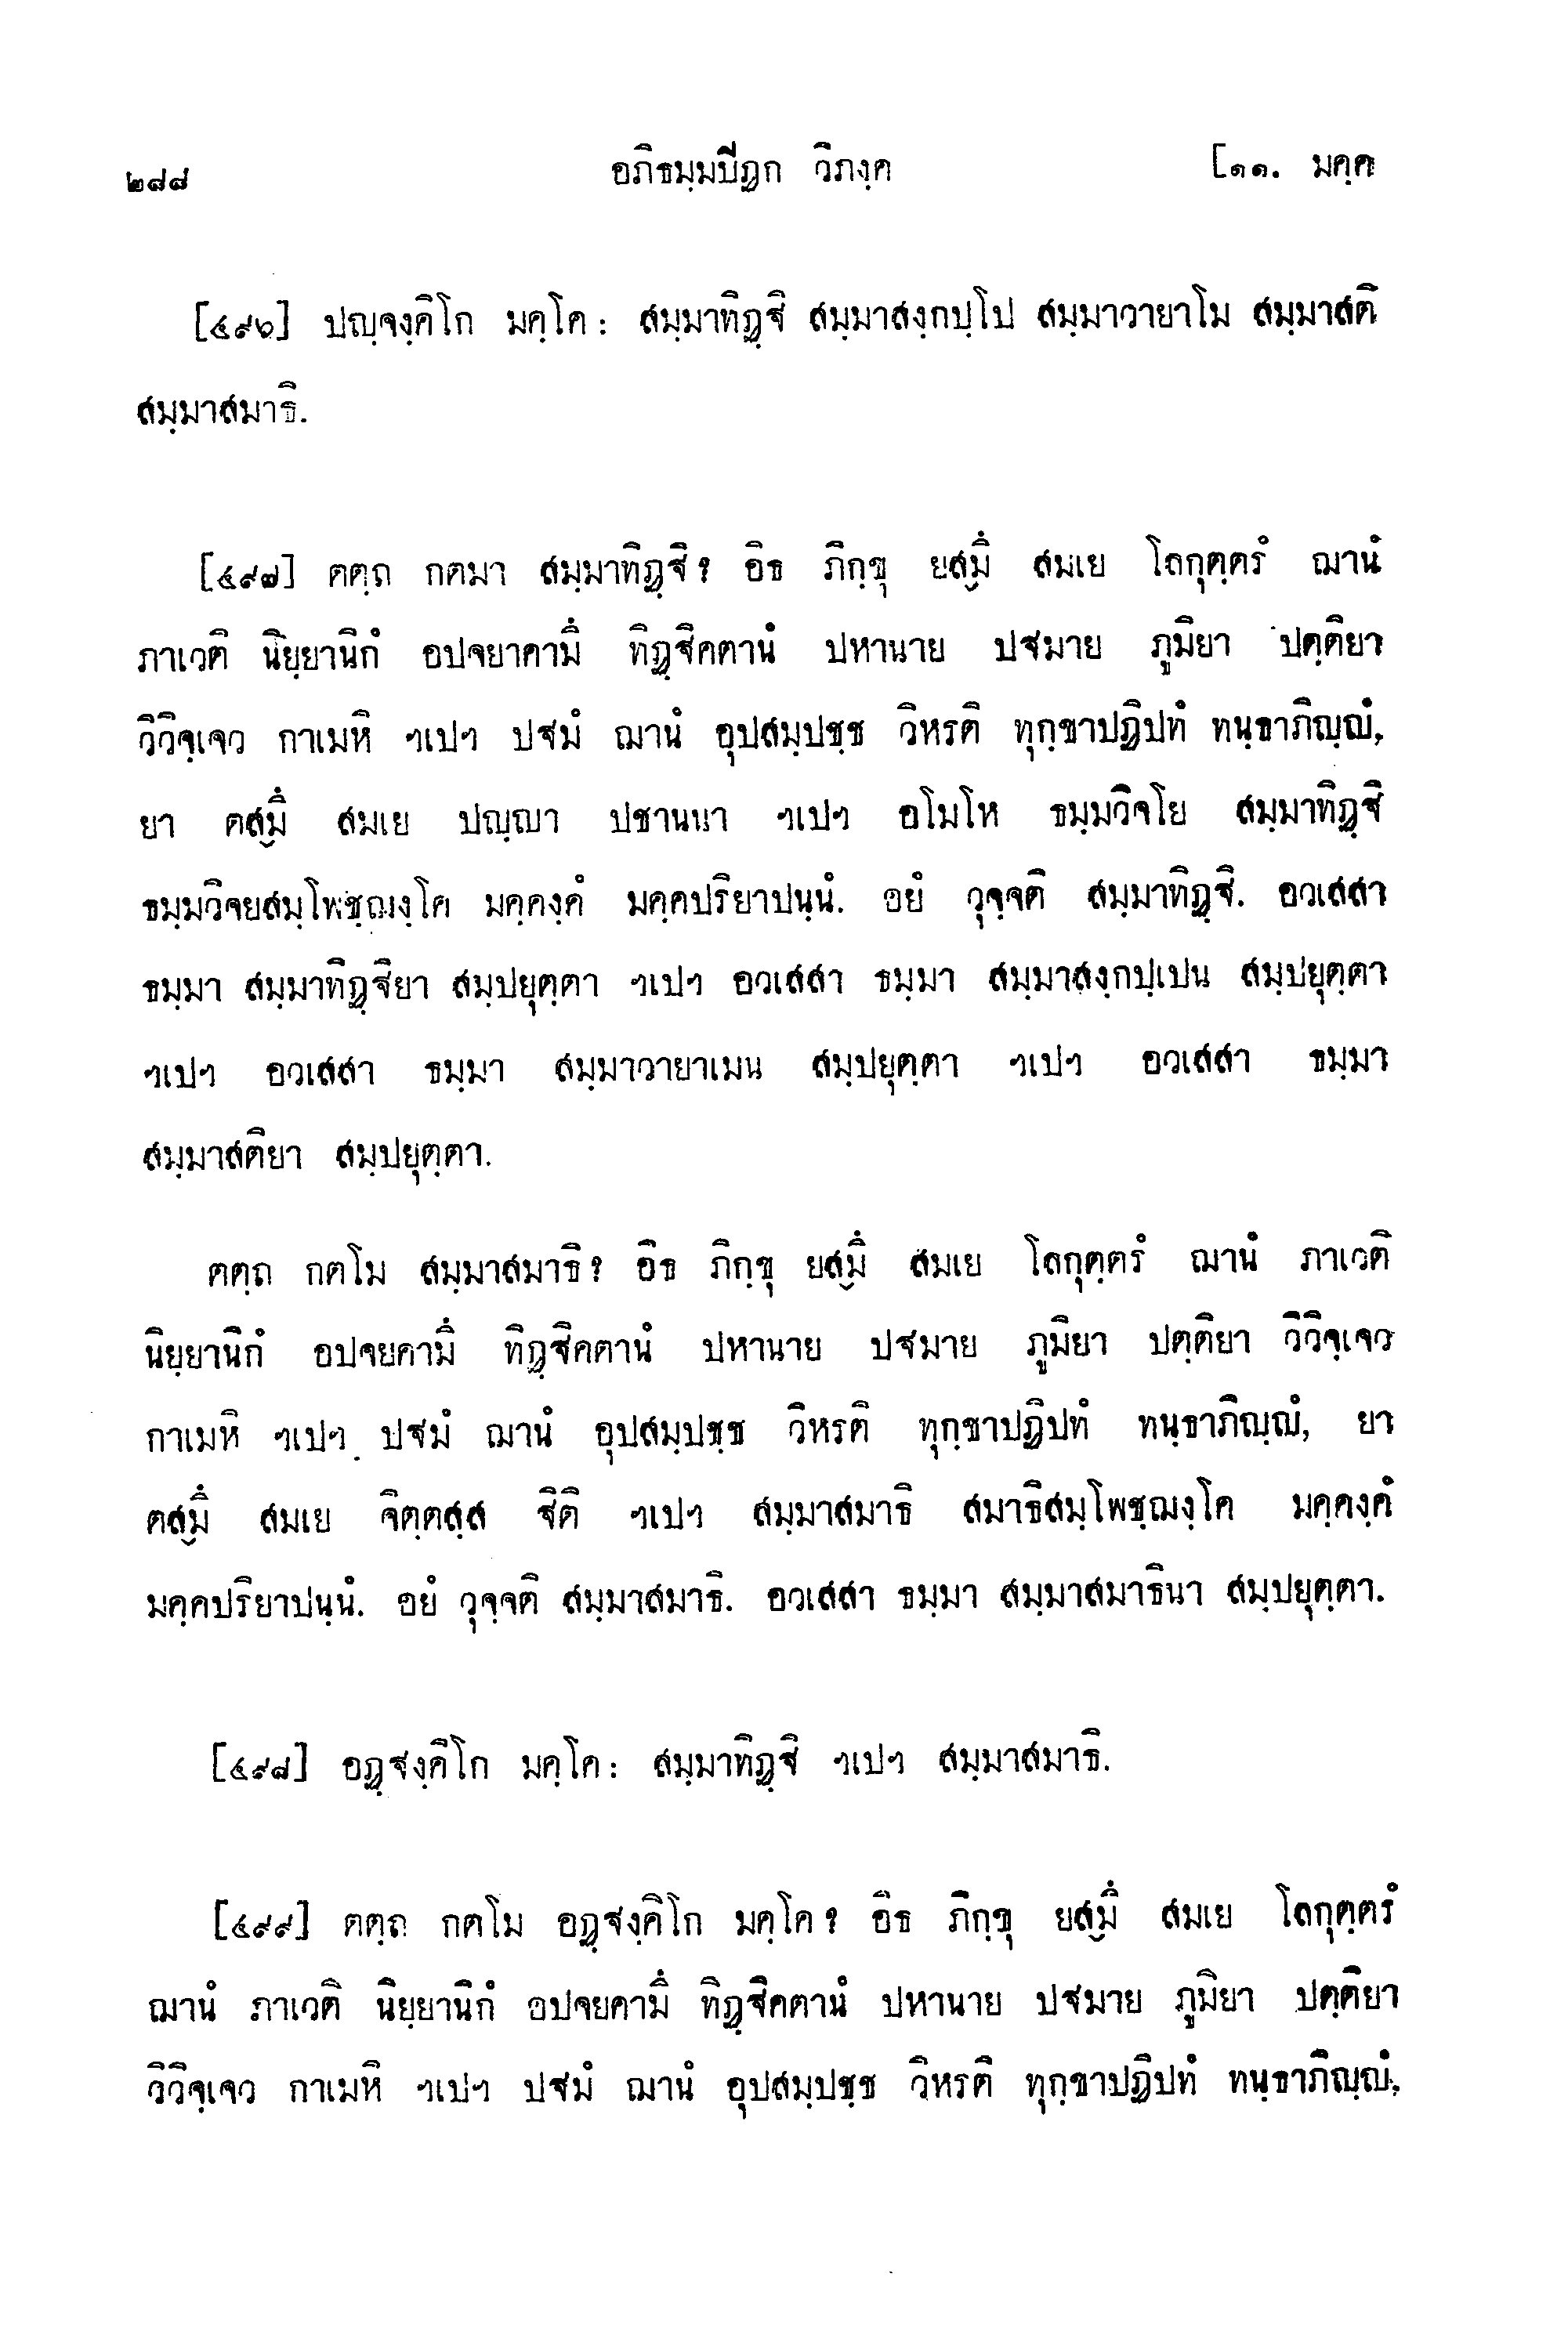 ๒๘๘ อภิธมฺมปิฏก วิภงฺค [๑๑. มคฺค
[๔๙๖] ปญฺจงฺคิโก มคฺโค: สมฺมาทิฏฺฐิ สมฺมาสงฺกปฺโป สมฺมาวายาโม สมฺมาสติ
สมฺมาสมาธิ.
[๔๙๗] ตตฺถ กตมา สมฺมาทิฏฺฐิ? อิธ ภิกฺขุ ยสฺมึ สมเย โลกุตฺตรํ ฌานํ
ภาเวติ นิยฺยานิกํ อปจยาคามึ ทิฏฺฐิคตานํ ปหานาย ปฐมาย ภูมิยา ปตฺติยา
วิวิจฺเจว กาเมหิ ฯเปฯ ปฐมํ ฌานํ อุปสมฺปชฺช วิหรติ ทุกฺขาปฏิปทํ ทนฺธาภิญฺญํ,
ยา ตสฺมึ สมเย ปญฺญา ปชานนา ฯเปฯ อโมโห ธมฺมวิจโย สมฺมาทิฏฺฐิ
ธมฺมวิจยสมฺโพชฺฌงฺโค มคฺคงฺคํ มคฺคปริยาปนฺนํ. อยํ วุจฺจติ สมฺมาทิฏฺฐิ. อวเสสา
ธมฺมา สมฺมาทิฏฺฐิยา สมฺปยุตฺตา ฯเปฯ อวเสสา ธมฺมา สมฺมาสงฺกปฺเปน สมฺปยุตฺตา
ฯเปฯ อวเสสา ธมฺมา สมฺมาวายาเมน สมฺปยุตฺตา ฯเปฯ อวเสสา ธมฺมา
สมฺมาสติยา สมฺปยุตฺตา.
ตตฺถ กตโม สมฺมาสมาธิ? อิธ ภิกฺขุ ยสฺมึ สมเย โลกุตฺตรํ ฌานํ ภาเวติ
นิยฺยานิกํ อปจยคามึ ทิฏฺฐิคตานํ ปหานาย ปฐมาย ภูมิยา ปตฺติยา วิวิจฺเจว
กาเมหิ ฯเปฯ ปฐมํ ฌานํ อุปสมฺปชฺช วิหรติ ทุกฺขาปฏิปทํ ทนฺธาภิญฺญํ, ยา
ตสฺมึ สมเย จิตฺตสฺส ฐิติ ฯเปฯ สมฺมาสมาธิ สมาธิสมฺโพชฺฌงฺโค มคฺคงฺคํ
มคฺคปริยาปนฺนํ. อยํ วุจฺจติ สมฺมาสมาธิ. อวเสสา ธมฺมา สมฺมาสมาธินา สมฺปยุตฺตา.
[๔๙๘] อฏฺฐงฺคิโก มคฺโค: สมฺมาทิฏฺฐิ ฯเปฯ สมฺมาสมาธิ.
[๔๙๙] ตตฺถ กตโม อฏฺฐงฺคิโก มคฺโค? อิธ ภิกฺขุ ยสฺมึ สมเย โลกุตฺตรํ
ฌานํ ภาเวติ นิยฺยานิกํ อปจยคามึ ทิฏฺฐิคตานํ ปหานาย ปฐมาย ภูมิยา ปตฺติยา
วิวิจฺเจว กาเมหิ ฯเปฯ ปฐมํ ฌานํ อุปสมฺปชฺช วิหรติ ทุกฺขาปฏิปทํ ทนฺธาภิญฺญํ,